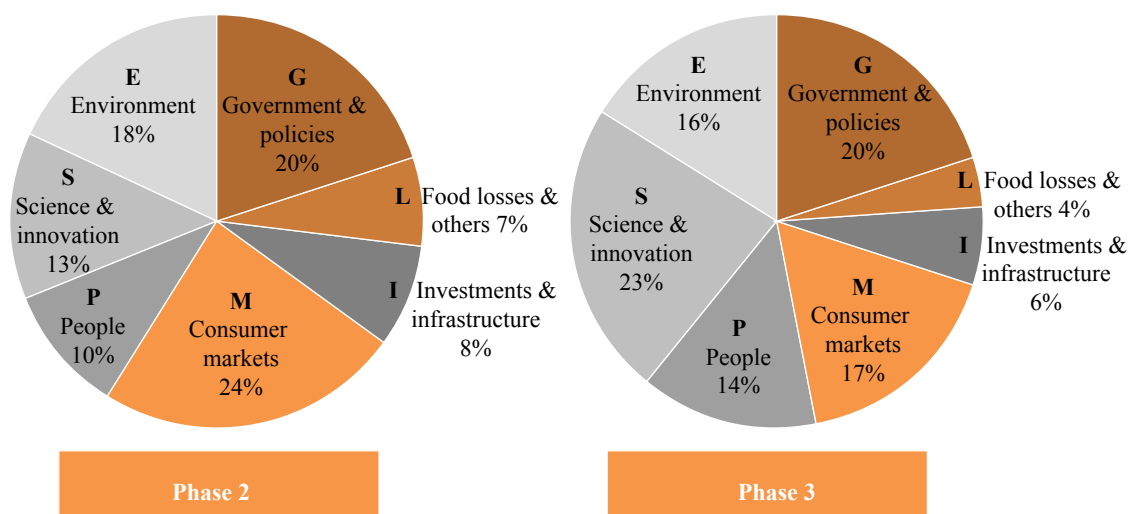 E
Environment
18%
G
Government &
policies
20%
L Food losses &
others 7%
I Investments &
infrastructure
8%
M
Consumer
markets
24%
P
People
10%
S
Science &
innovation
13%
Phase 2
E
Environment
16%
G
Government &
policies
20%
L Food losses &
others 4%
I Investments &
infrastructure
6%
M
Consumer
markets
17%
P
People
14%
S
Science &
innovation
23%
Phase 3